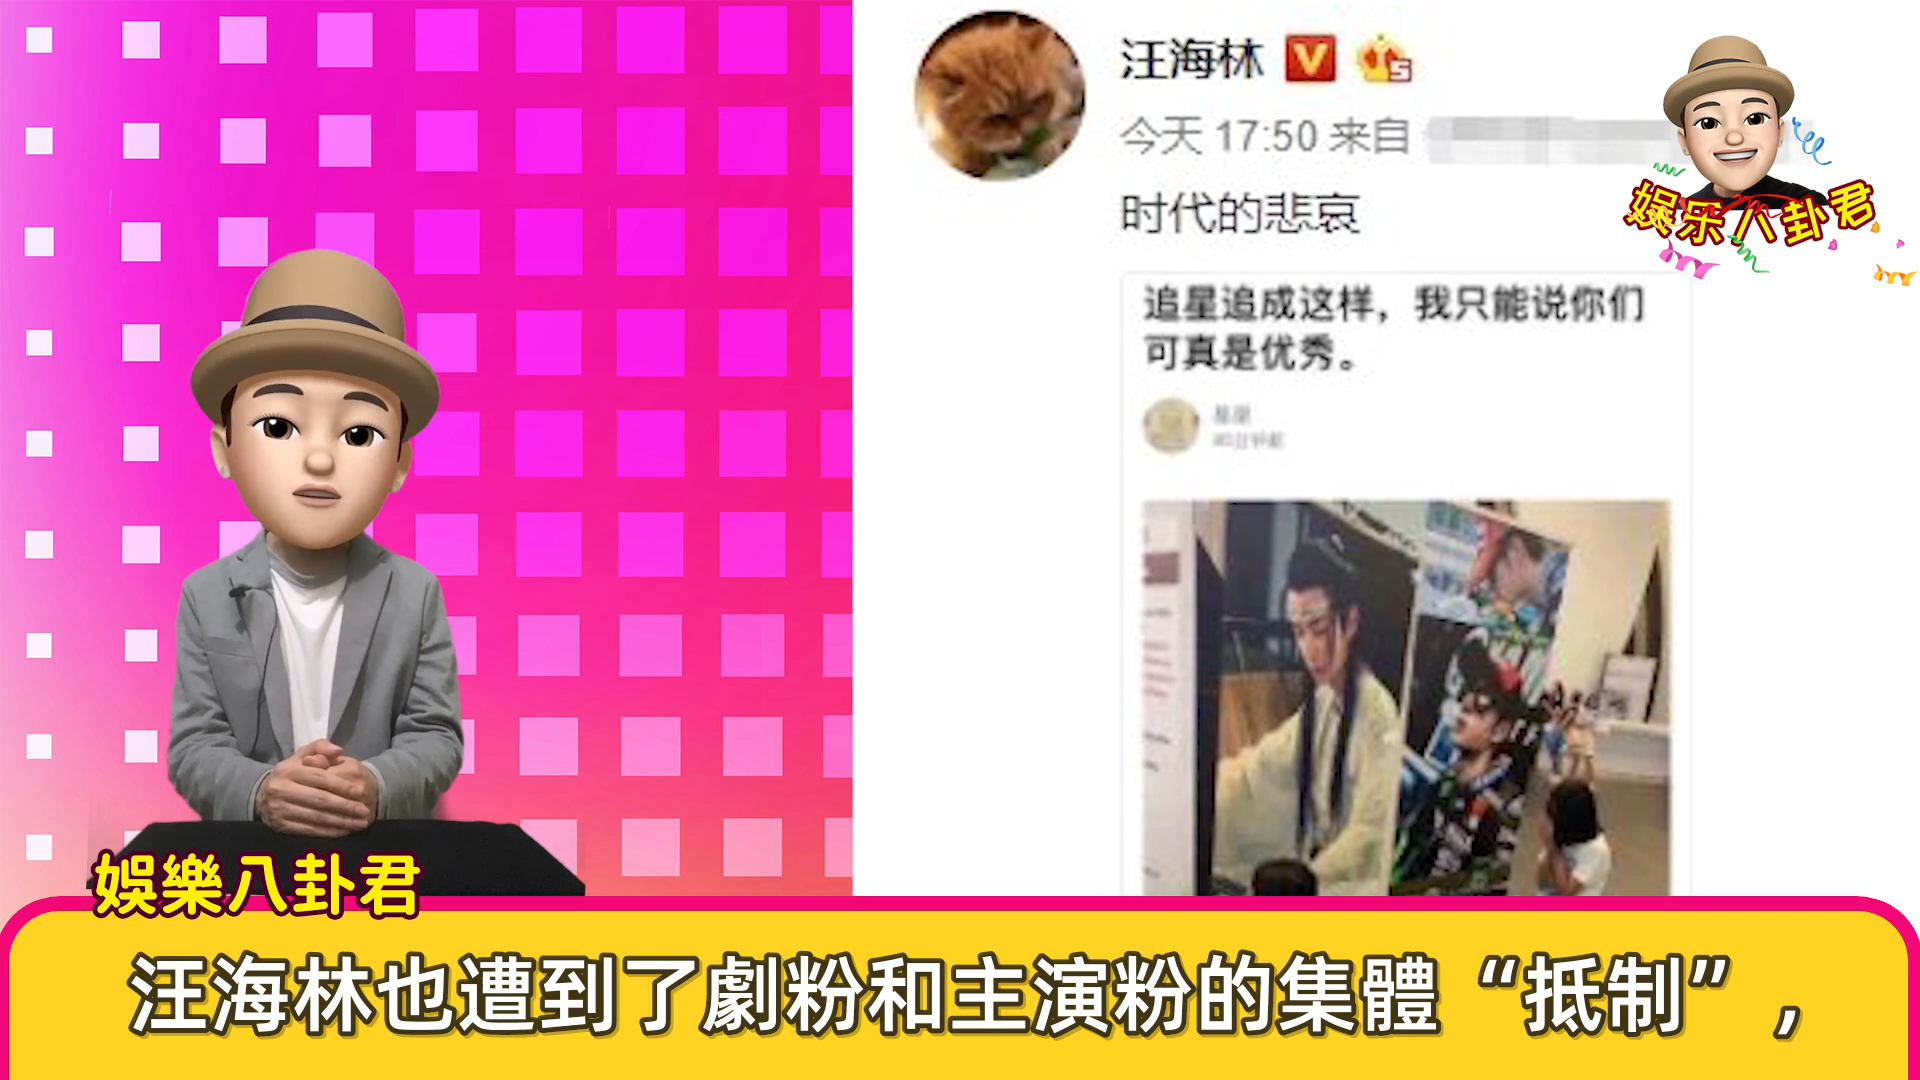 汪海林
今天 17:50 来自
时代的悲哀
追星追成这样，我只能说你们
可真是优秀。
娱乐八卦君
娛樂八卦君
汪海林也遭到了劇粉和主演粉的集體“抵制”，